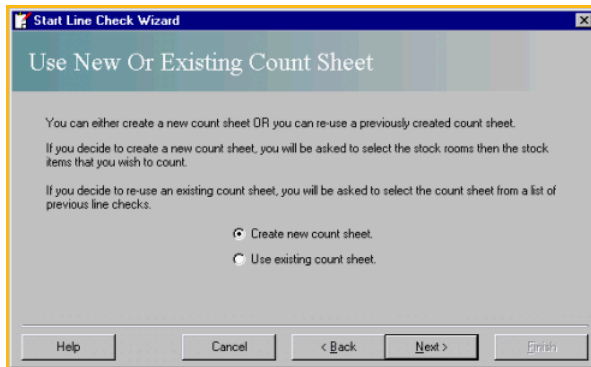 Start Line Check Wizard
Use New Or Existing Count Sheet
You can either create a new count sheet OR you can re-use a previously created count sheet.
If you decide to create a new count sheet, you will be asked to select the stock rooms then the stock
items that you wish to count.
If you decide to re-use an existing count sheet, you will be asked to select the count sheet from a list of
previous line checks.
Create new count sheet.
Use existing count sheet.
Help Cancel < Back Next > Finish